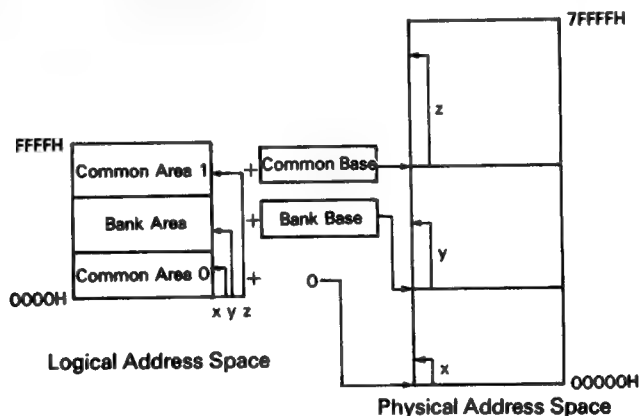 7FFFFH
z
FFFFH
Common Area 1
+
Common Base
Bank Area
+
Bank Base
y
Common Area 0
+
0
0000H
x y z
x
00000H
Logical Address Space
Physical Address Space